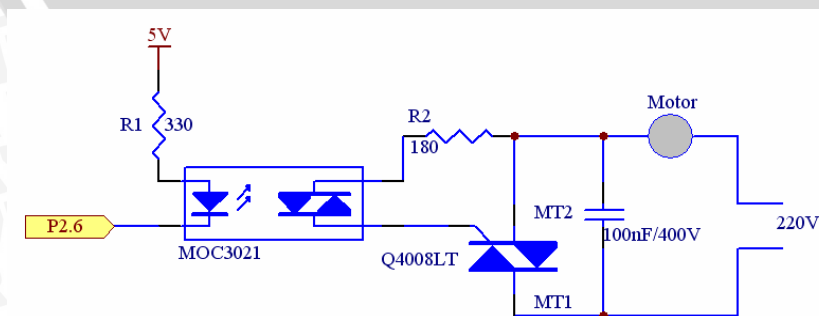 5V
R1 330
R2
180
Motor
P2.6
MOC3021
MT2
100nF/400V
220V
Q4008LT
MT1